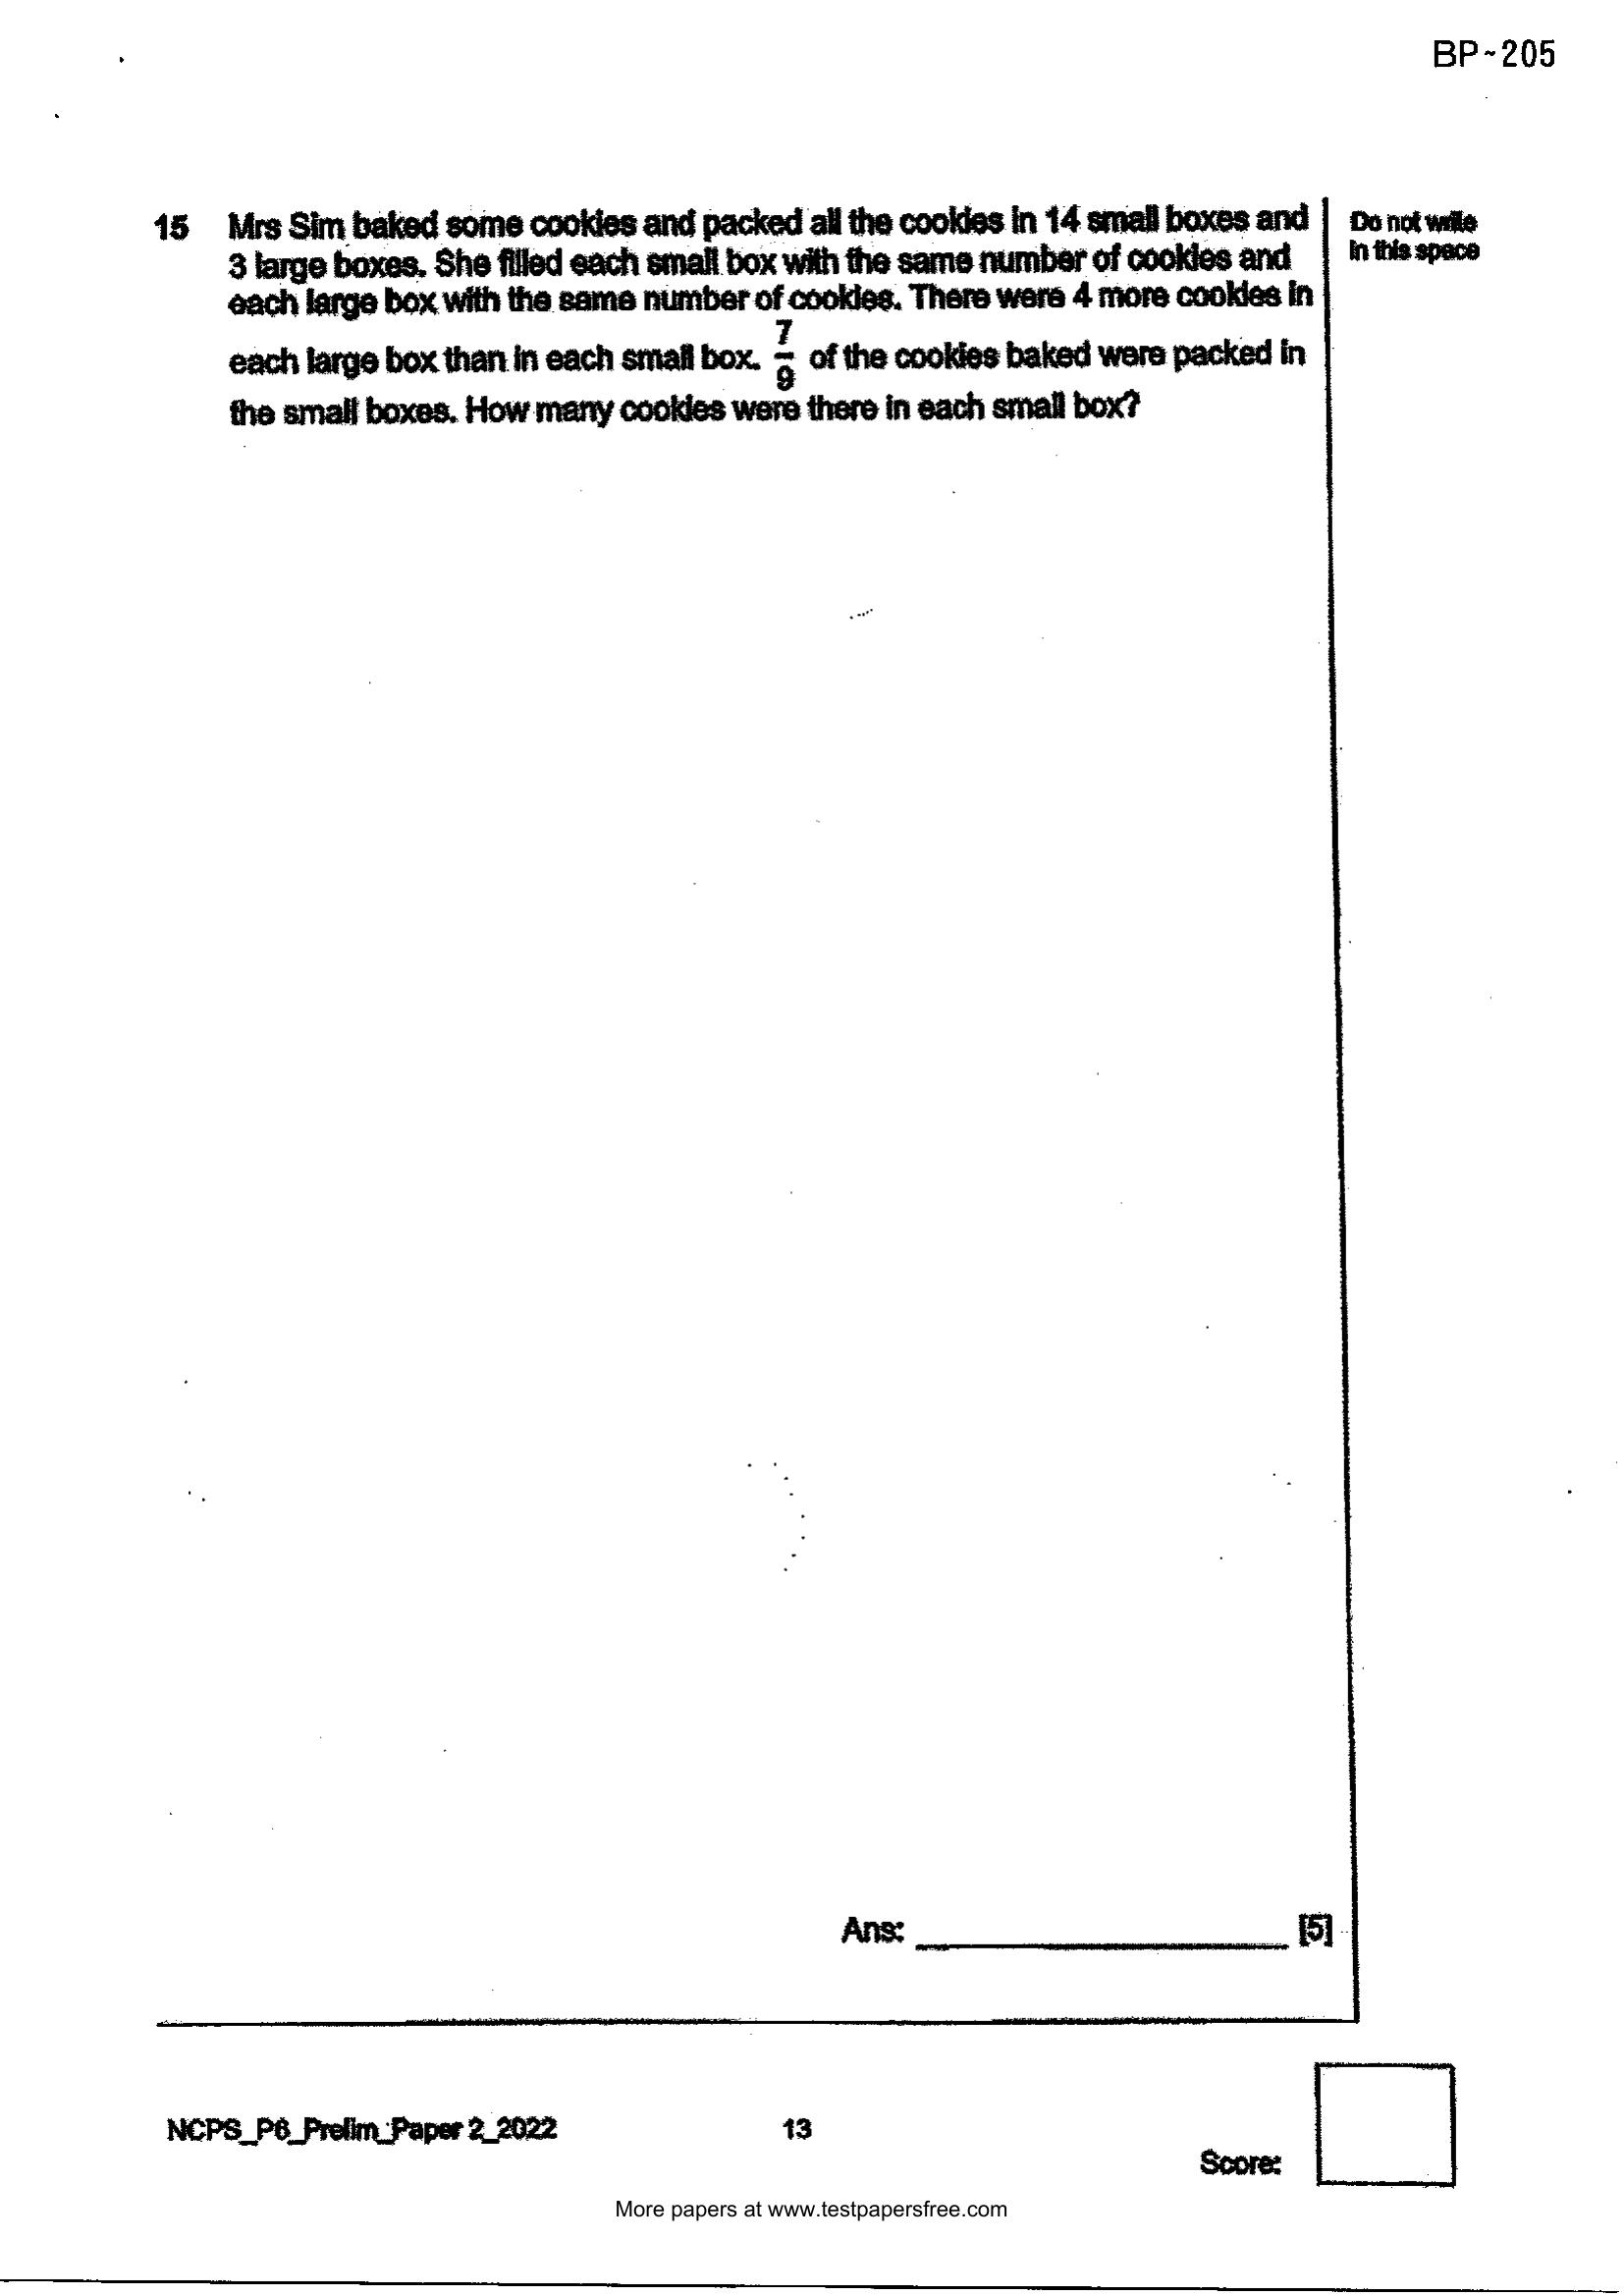 BP-205
15 Mrs Sim baked some cookies and packed all the cookies in 14 small boxes and
3 large boxes. She filled each small box with the same number of cookies and
each large box with the same number of cookies. There were 4 more cookies in
each large box than in each small box. 7/9 of the cookies baked were packed in
the small boxes. How many cookies were there in each small box?
Do not write
in this space
Ans: ____________________ [5]
NCPS_P6_Prelim_Paper 2_2022
13
Score:
More papers at www.testpapersfree.com